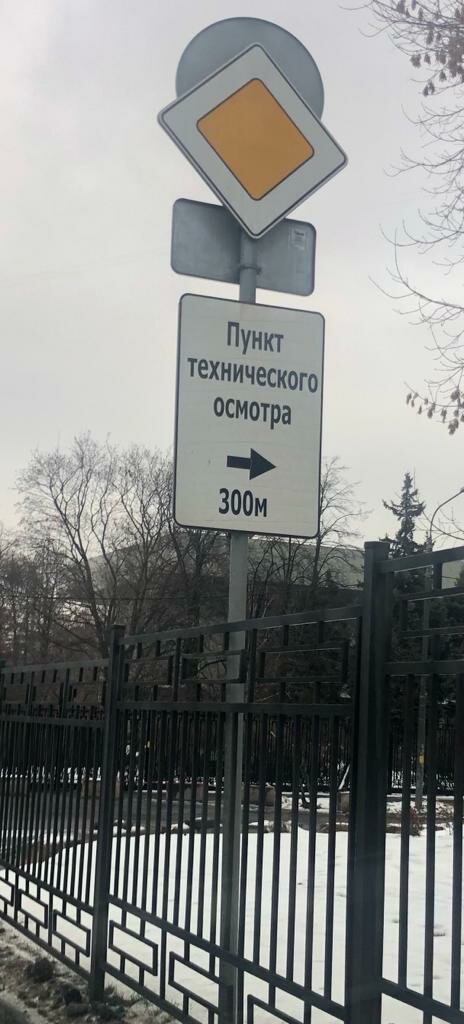 Пункт
технического
осмотра
300м